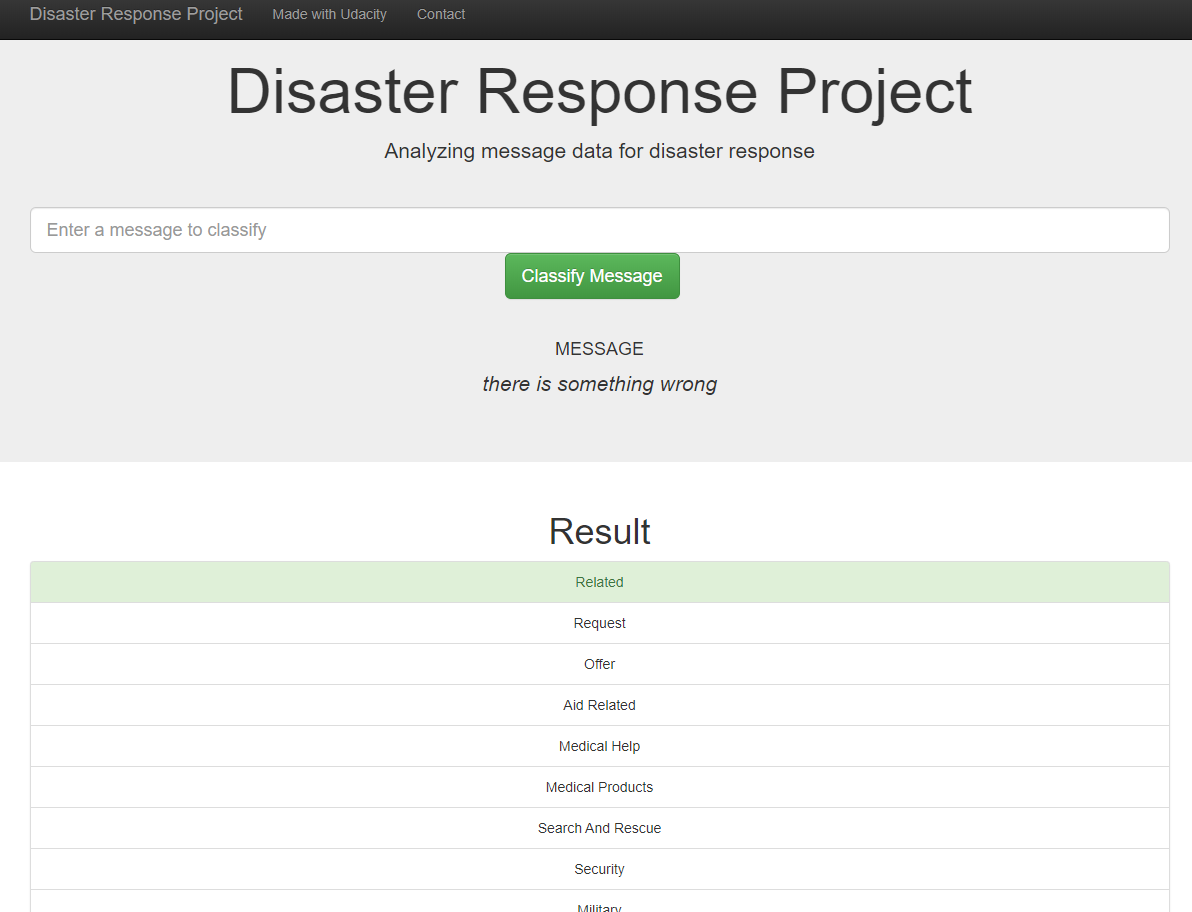 Disaster Response Project Made with Udacity Contact
Disaster Response Project
Analyzing message data for disaster response
Enter a message to classify
Classify Message
MESSAGE
there is something wrong
Result
Related
Request
Offer
Aid Related
Medical Help
Medical Products
Search And Rescue
Security
Military